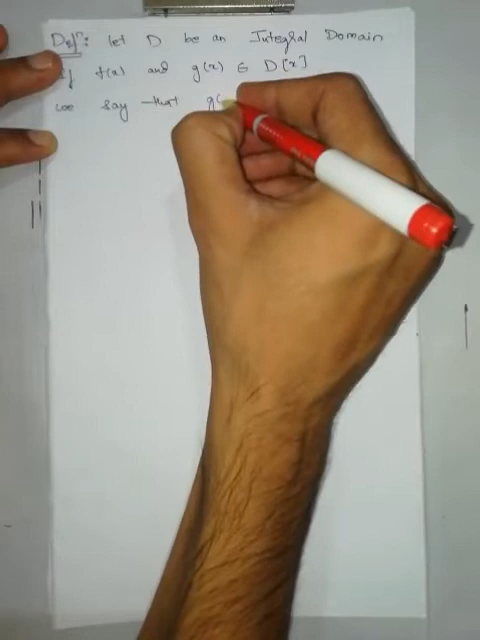 Defn: let D be an Integral Domain
If f(x) and g(x) ∈ D[x]
we say that g(